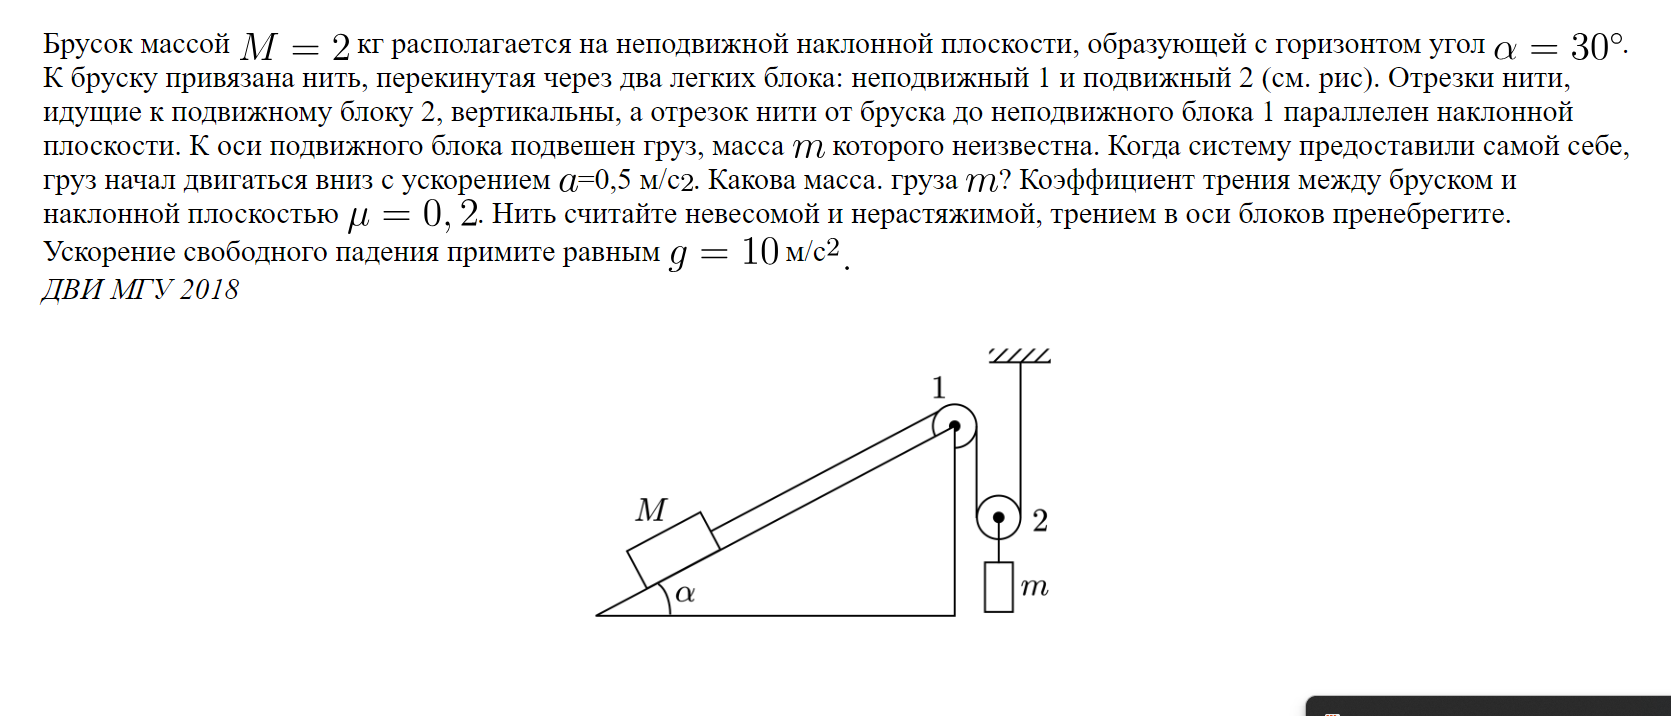 Брусок массой M = 2 кг располагается на неподвижной наклонной плоскости, образующей с горизонтом угол α = 30°.
К бруску привязана нить, перекинутая через два легких блока: неподвижный 1 и подвижный 2 (см. рис). Отрезки нити,
идущие к подвижному блоку 2, вертикальны, а отрезок нити от бруска до неподвижного блока 1 параллелен наклонной
плоскости. К оси подвижного блока подвешен груз, масса m которого неизвестна. Когда систему предоставили самой себе,
груз начал двигаться вниз с ускорением a=0,5 м/с2. Какова масса. груза m? Коэффициент трения между бруском и
наклонной плоскостью μ = 0, 2. Нить считайте невесомой и нерастяжимой, трением в оси блоков пренебрегите.
Ускорение свободного падения примите равным g = 10 м/с2.
ДВИ МГУ 2018
1
M
2
α
m